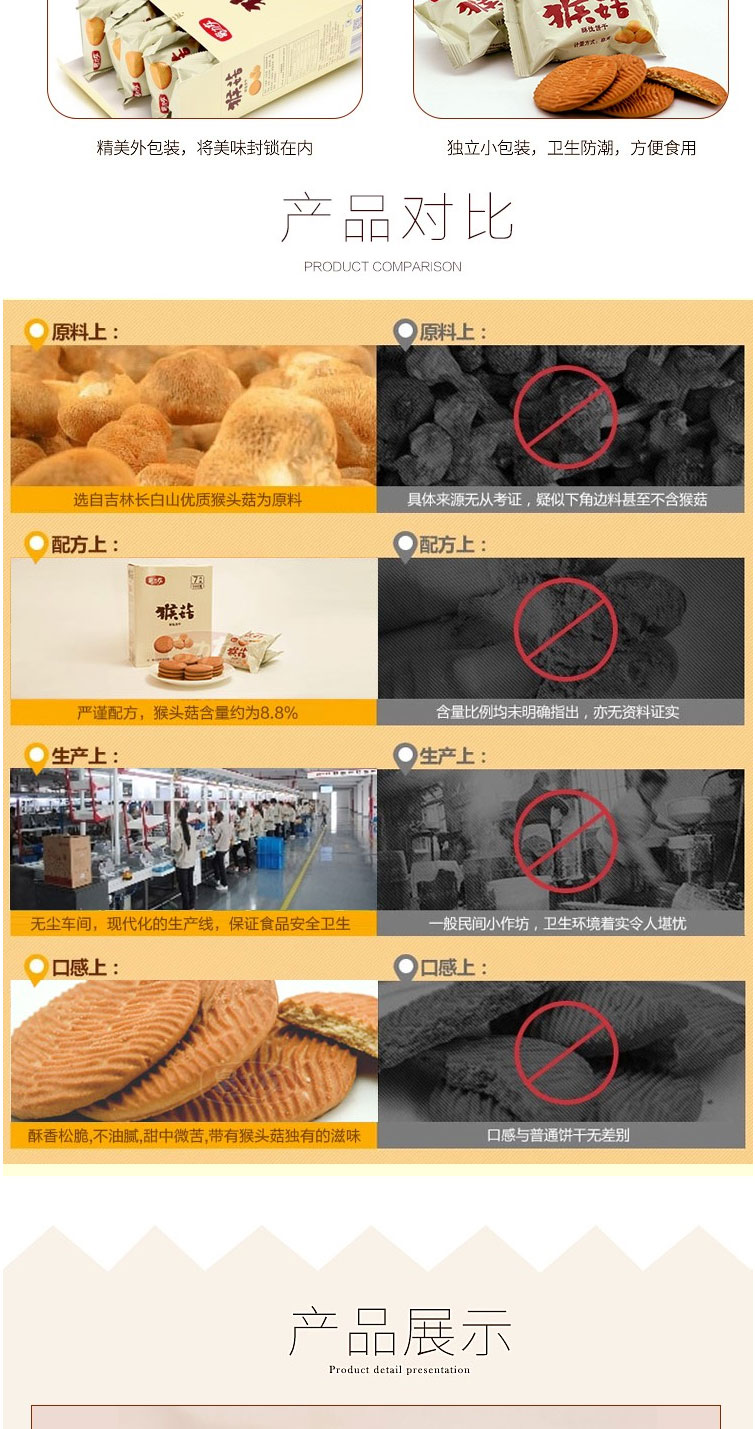 猴菇
猴菇
酥性饼干
精美外包装，将美味封锁在内
独立小包装，卫生防潮，方便食用
产品对比
PRODUCT COMPARISON
原料上：
原料上：
选自吉林长白山优质猴头菇为原料
具体来源无从考证，疑似下角边料甚至不含猴菇
配方上：
配方上：
猴菇
猴菇
严谨配方，猴头菇含量约为8.8%
含量比例均未明确指出，亦无资料证实
生产上：
生产上：
无尘车间，现代化的生产线，保证食品安全卫生
一般民间小作坊，卫生环境着实令人堪忧
口感上：
口感上：
酥香松脆,不油腻,甜中微苦,带有猴头菇独有的滋味
口感与普通饼干无差别
产品展示
Product detail presentation